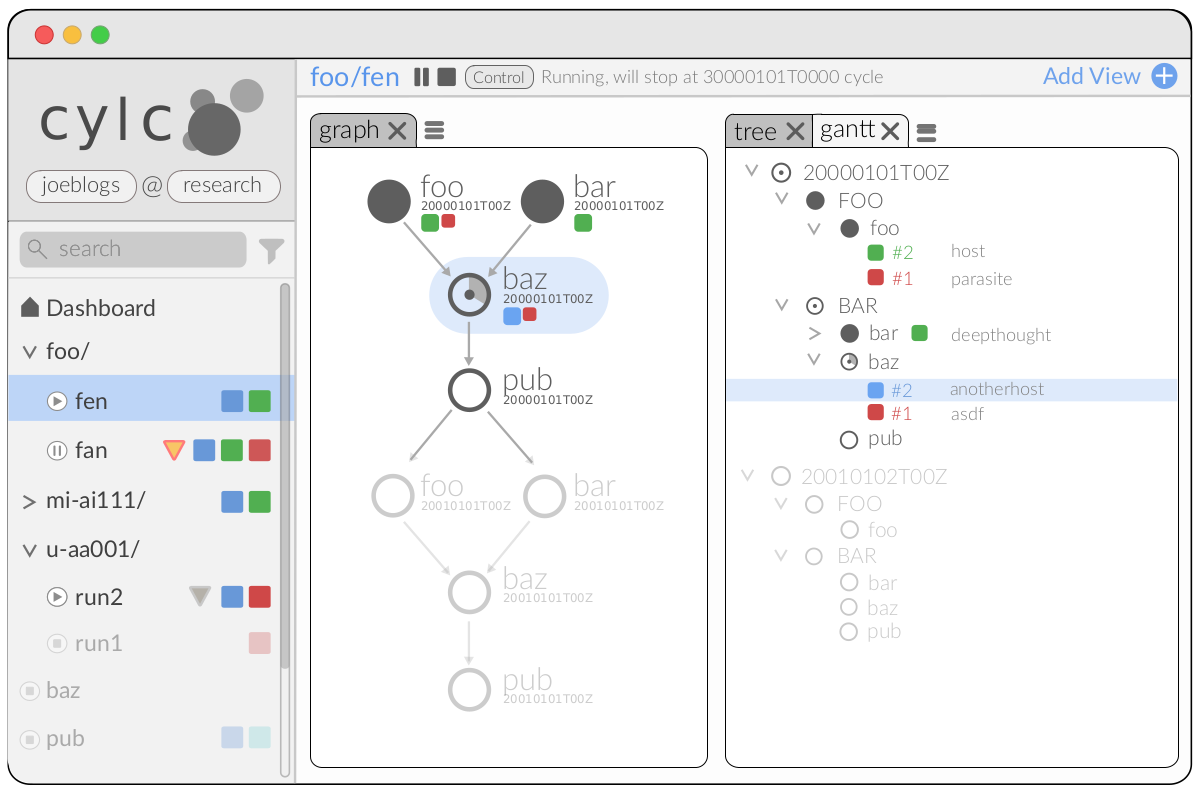 cylc
joeblogs @ research
search
Dashboard
foo/
fen
fan
mi-ai111/
u-aa001/
run2
run1
baz
pub
foo/fen Control Running, will stop at 30000101T0000 cycle Add View
graph
foo
20000101T00Z
bar
20000101T00Z
baz
20000101T00Z
pub
20000101T00Z
foo
20010101T00Z
bar
20010101T00Z
baz
20010101T00Z
pub
20010101T00Z
tree gantt
20000101T00Z
FOO
foo
#2 host
#1 parasite
BAR
bar deepthought
baz
#2 anotherhost
#1 asdf
pub
20010102T00Z
FOO
foo
BAR
bar
baz
pub